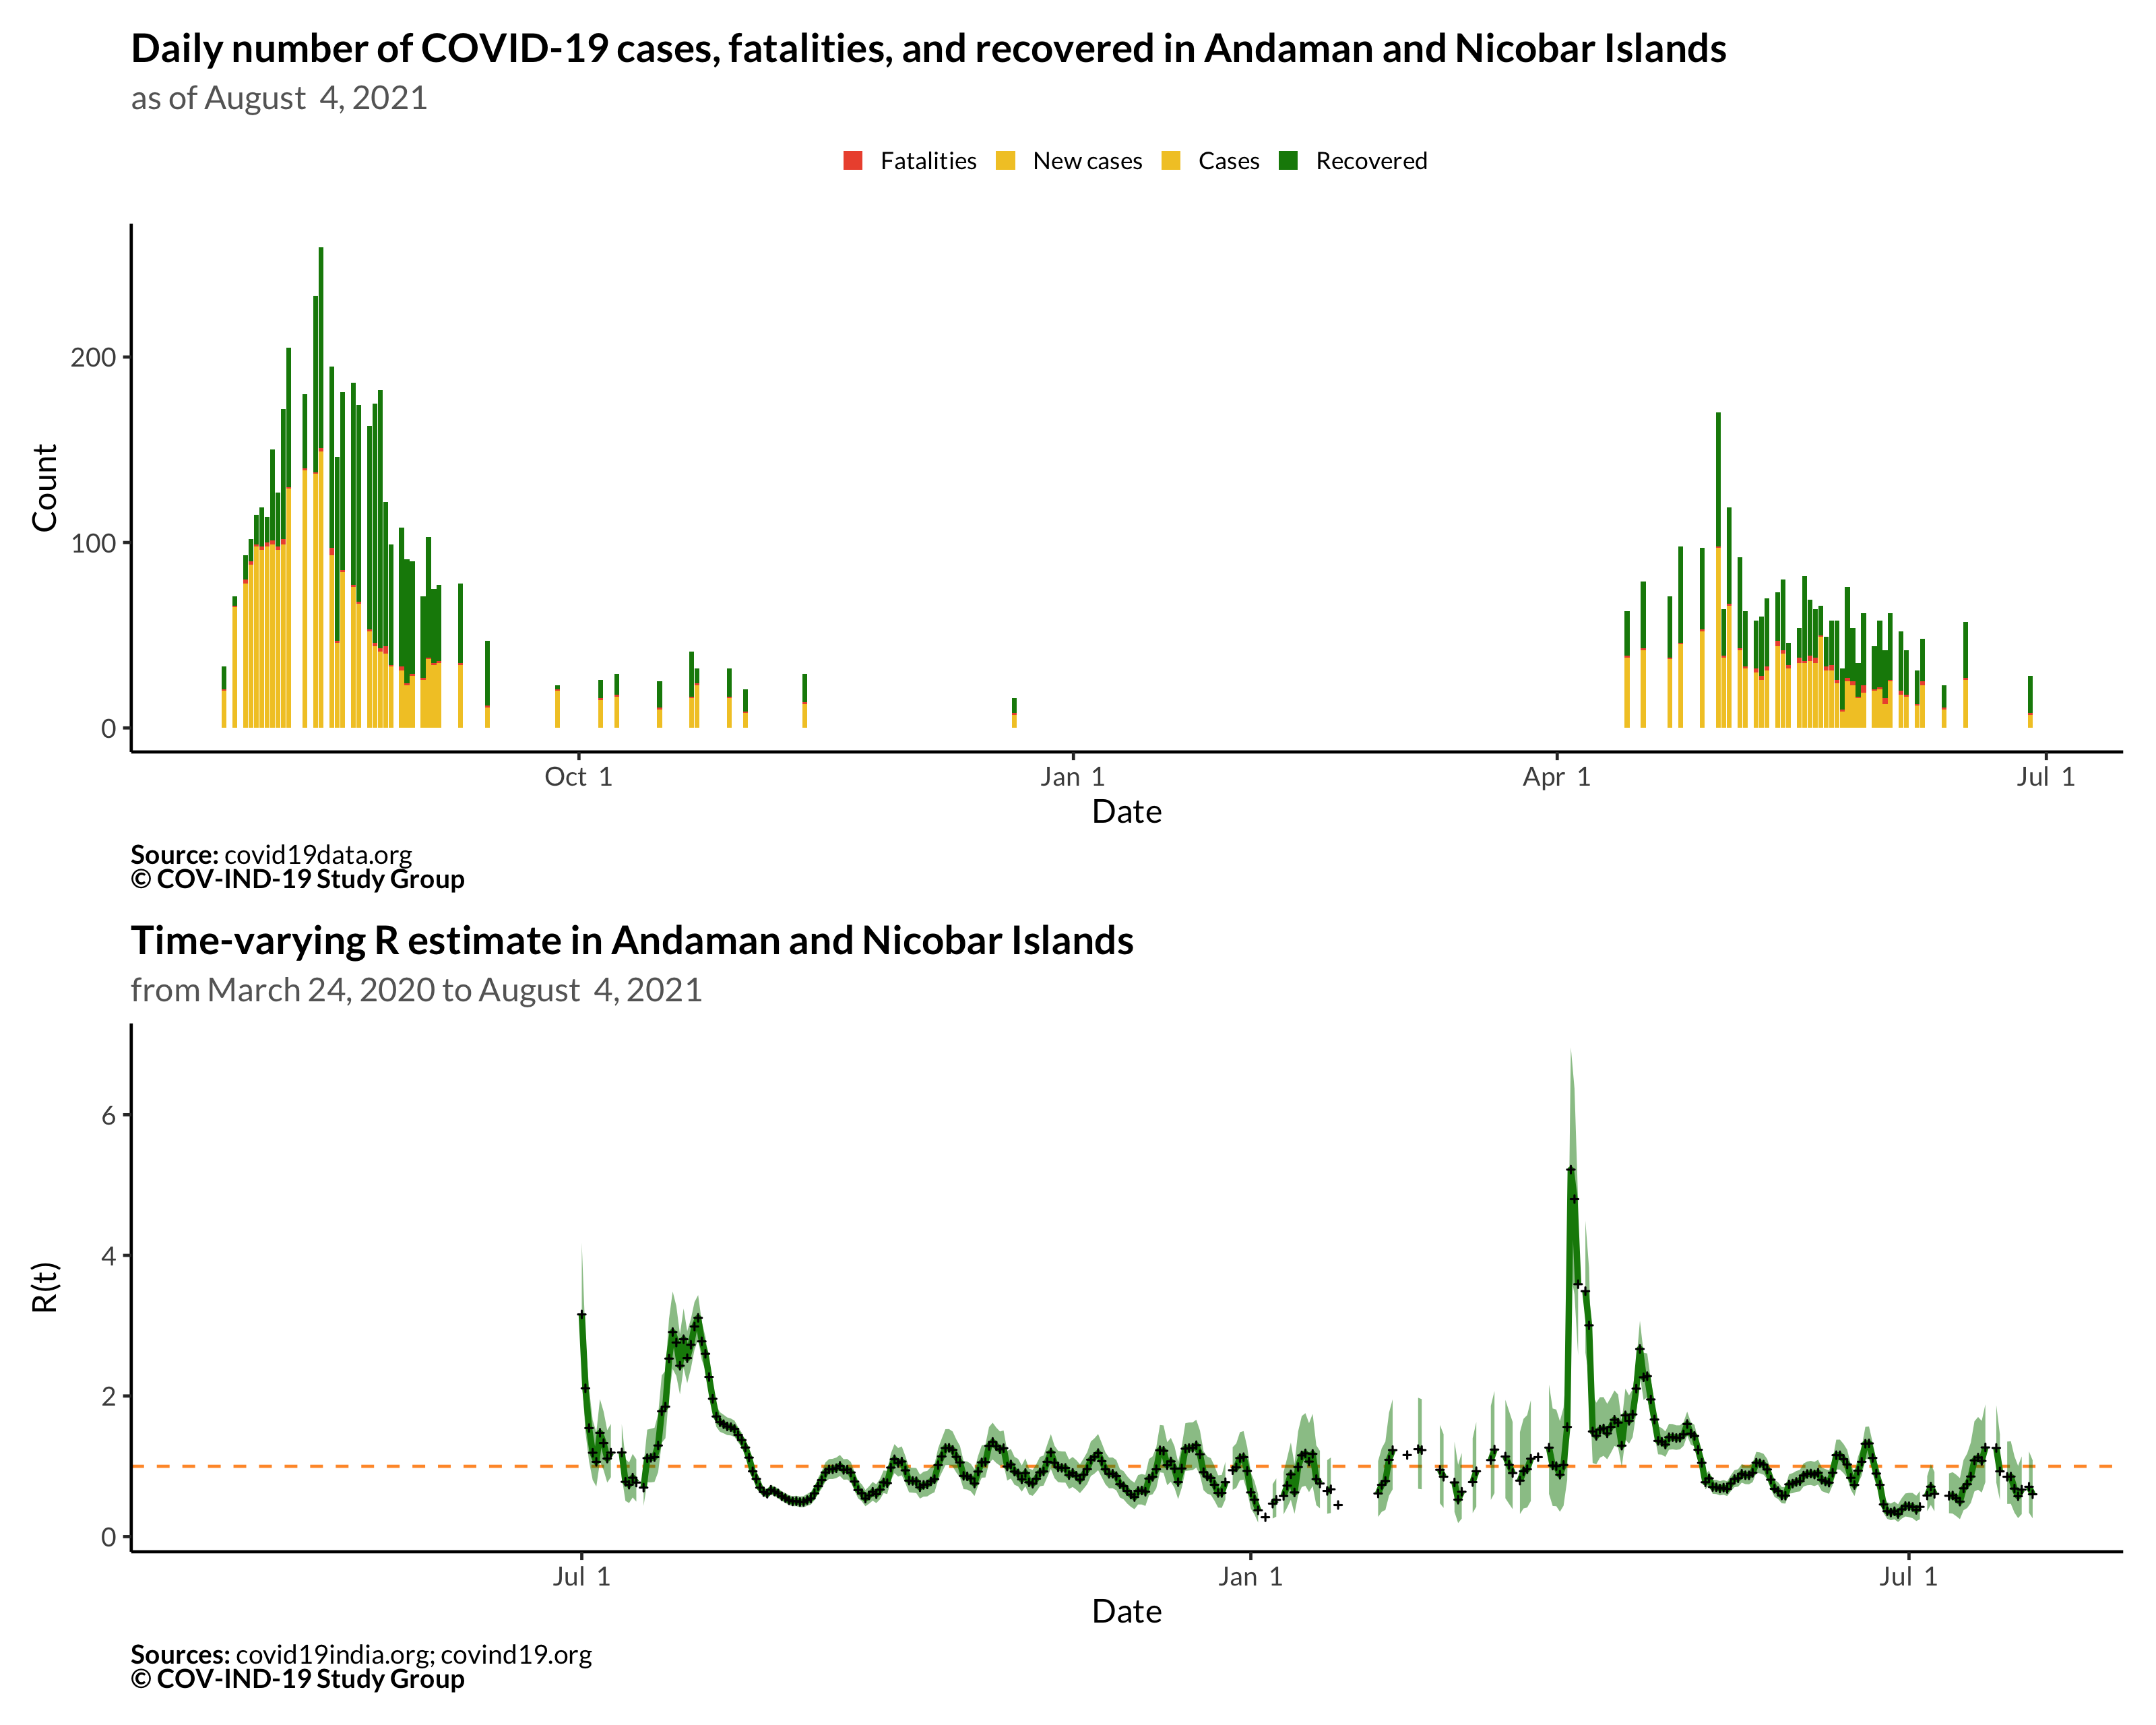 Daily number of COVID-19 cases, fatalities, and recovered in Andaman and Nicobar Islands
as of August  4, 2021
Fatalities New cases Cases Recovered
Count
200
100
0
Oct  1 Jan  1 Apr  1 Jul  1
Date
Source: covid19data.org
© COV-IND-19 Study Group
Time-varying R estimate in Andaman and Nicobar Islands
from March 24, 2020 to August  4, 2021
R(t)
6
4
2
0
Jul  1 Jan  1 Jul  1
Date
Sources: covid19india.org; covind19.org
© COV-IND-19 Study Group